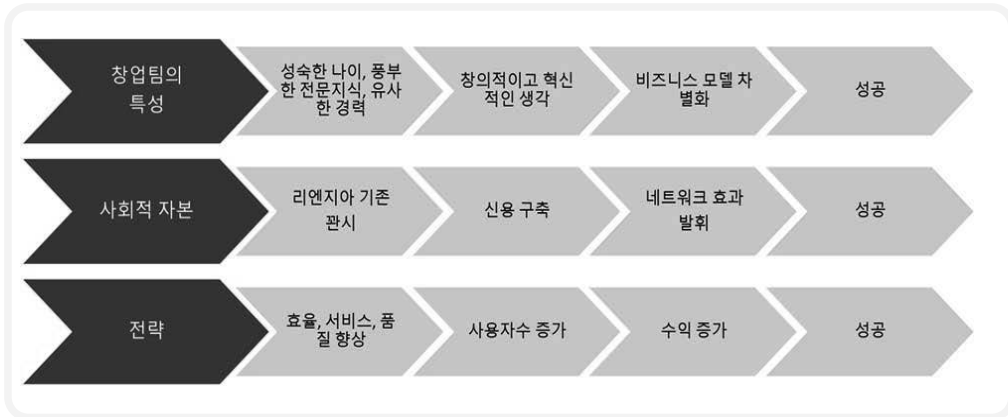 창업팀의
특성
성숙한 나이, 풍부
한 전문지식, 유사
한 경력
창의적이고 혁신
적인 생각
비즈니스 모델 차
별화
성공
사회적 자본
리엔지아 기존
꽌시
신용 구축
네트워크 효과
발휘
성공
전략
효율, 서비스, 품
질 향상
사용자수 증가
수익 증가
성공